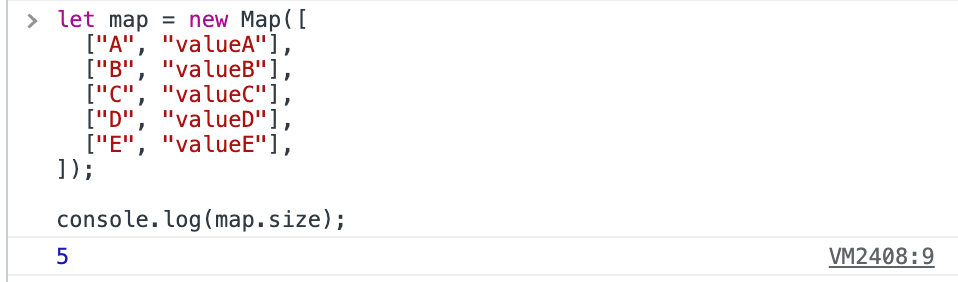 > let map = new Map([
["A", "valueA"],
["B", "valueB"],
["C", "valueC"],
["D", "valueD"],
["E", "valueE"],
]);
console.log(map.size);
5 VM2408:9